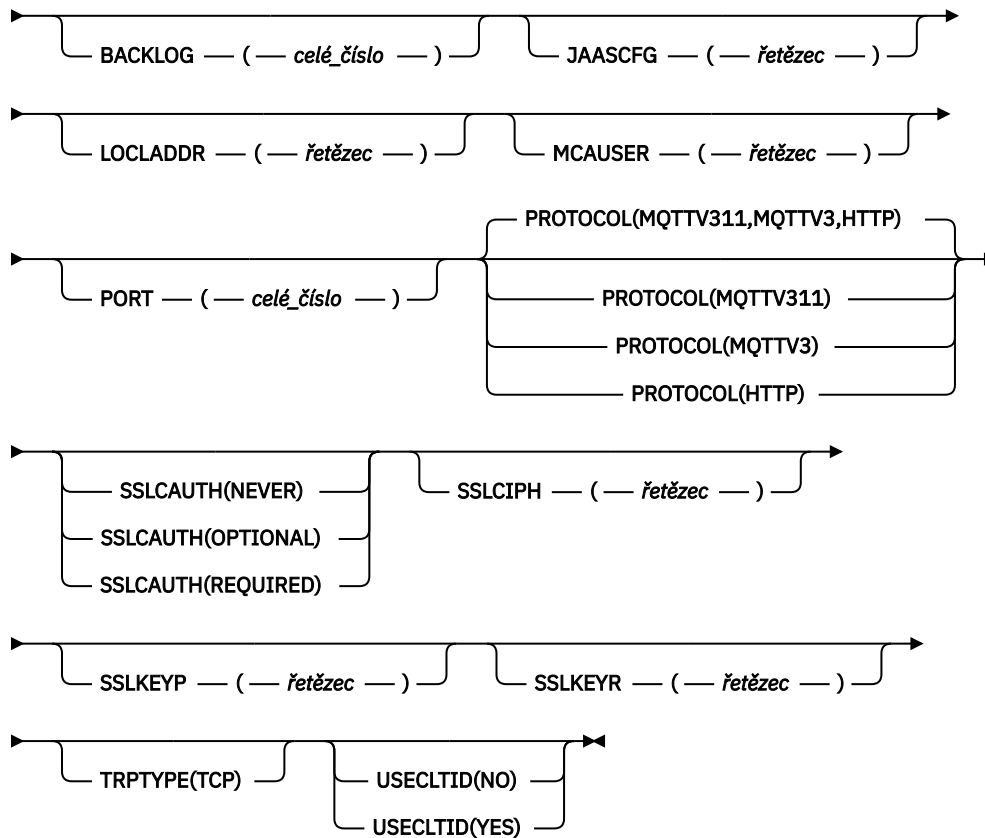 BACKLOG ( celé_číslo ) JAASCFG ( řetězec )
LOCLADDR ( řetězec ) MCAUSER ( řetězec )
PROTOCOL(MQTTV311,MQTTV3,HTTP)
PORT ( celé_číslo ) PROTOCOL(MQTTV311)
PROTOCOL(MQTTV3)
PROTOCOL(HTTP)
SSLCAUTH(NEVER) SSLCIPH ( řetězec )
SSLCAUTH(OPTIONAL)
SSLCAUTH(REQUIRED)
SSLKEYP ( řetězec ) SSLKEYR ( řetězec )
TRPTYPE(TCP) USECLTID(NO)
USECLTID(YES)